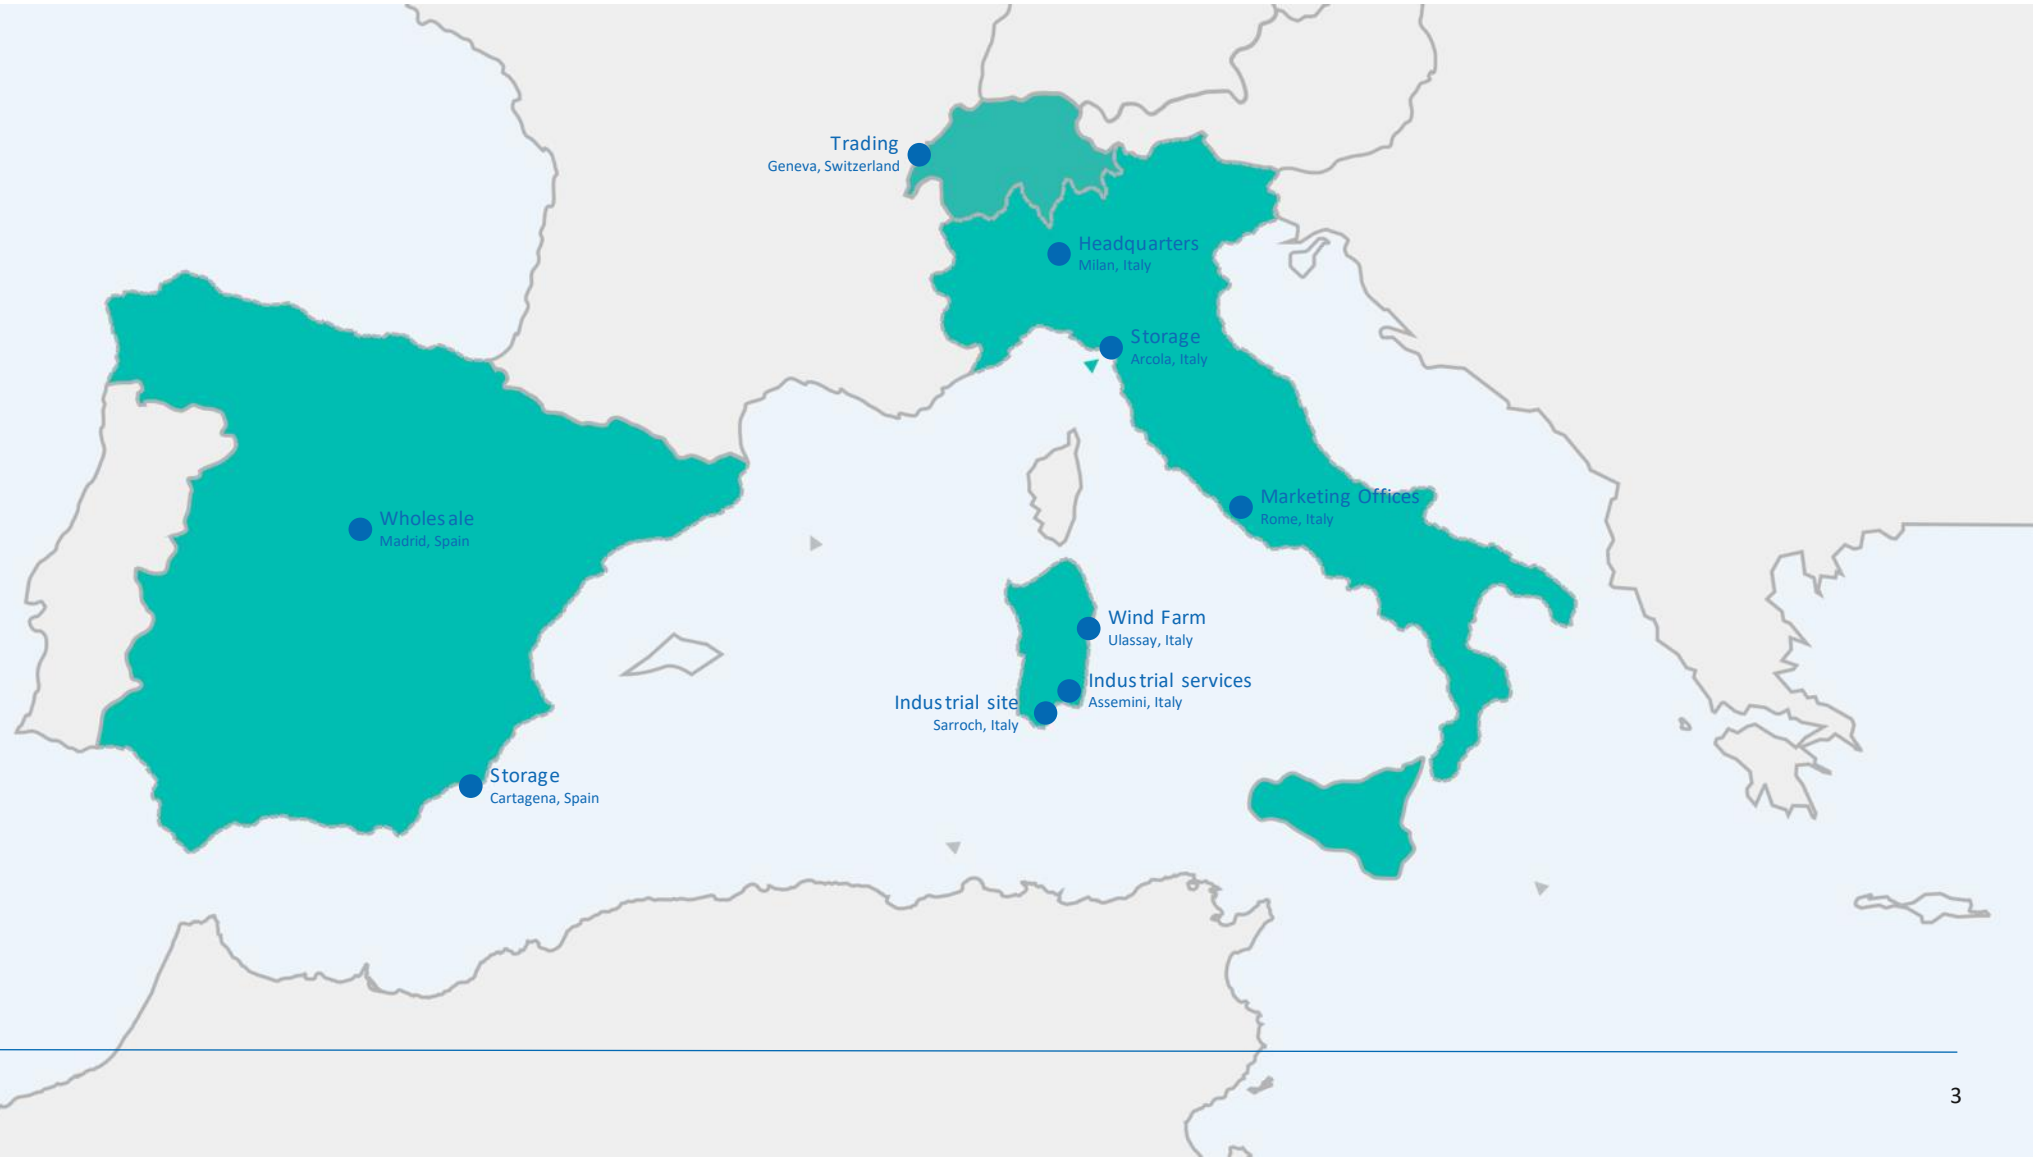 Trading
Geneva, Switzerland
Headquarters
Milan, Italy
Storage
Arcola, Italy
Marketing Offices
Rome, Italy
Wholesale
Madrid, Spain
Wind Farm
Ulassay, Italy
Industrial services
Assemini, Italy
Industrial site
Sarroch, Italy
Storage
Cartagena, Spain
3